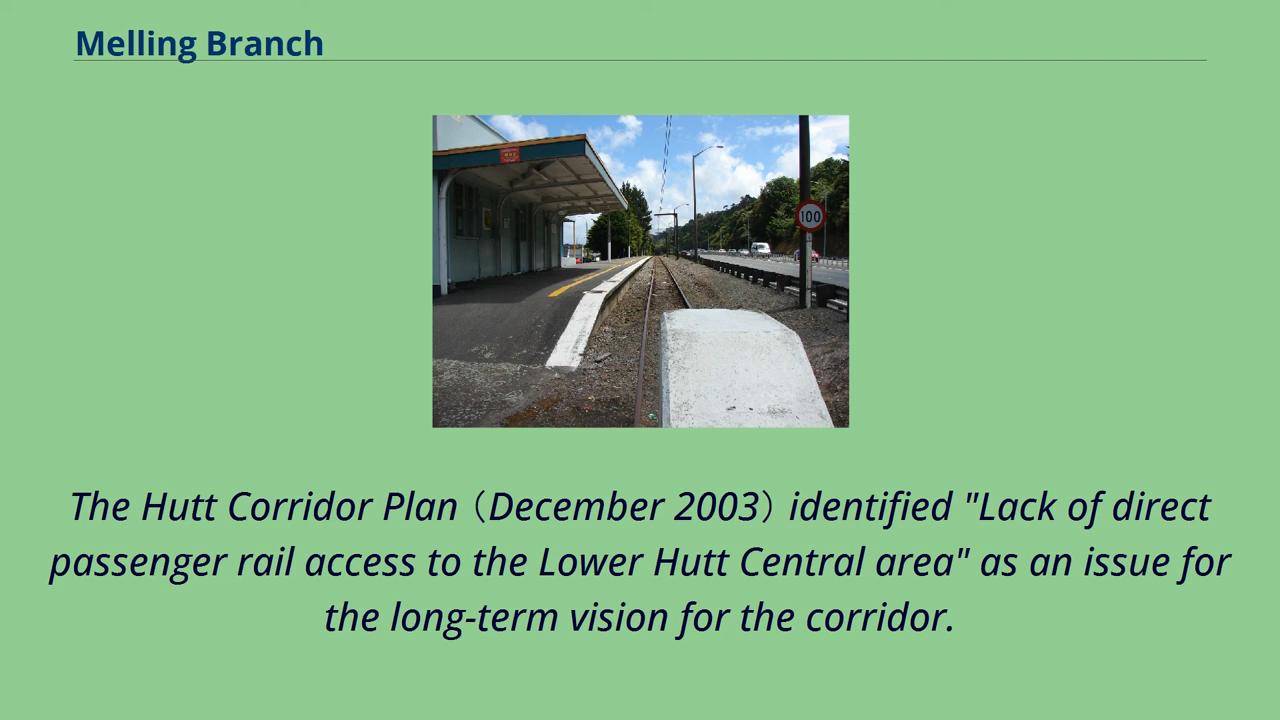 Melling Branch
100
The Hutt Corridor Plan (December 2003) identified "Lack of direct
passenger rail access to the Lower Hutt Central area" as an issue for
the long-term vision for the corridor.